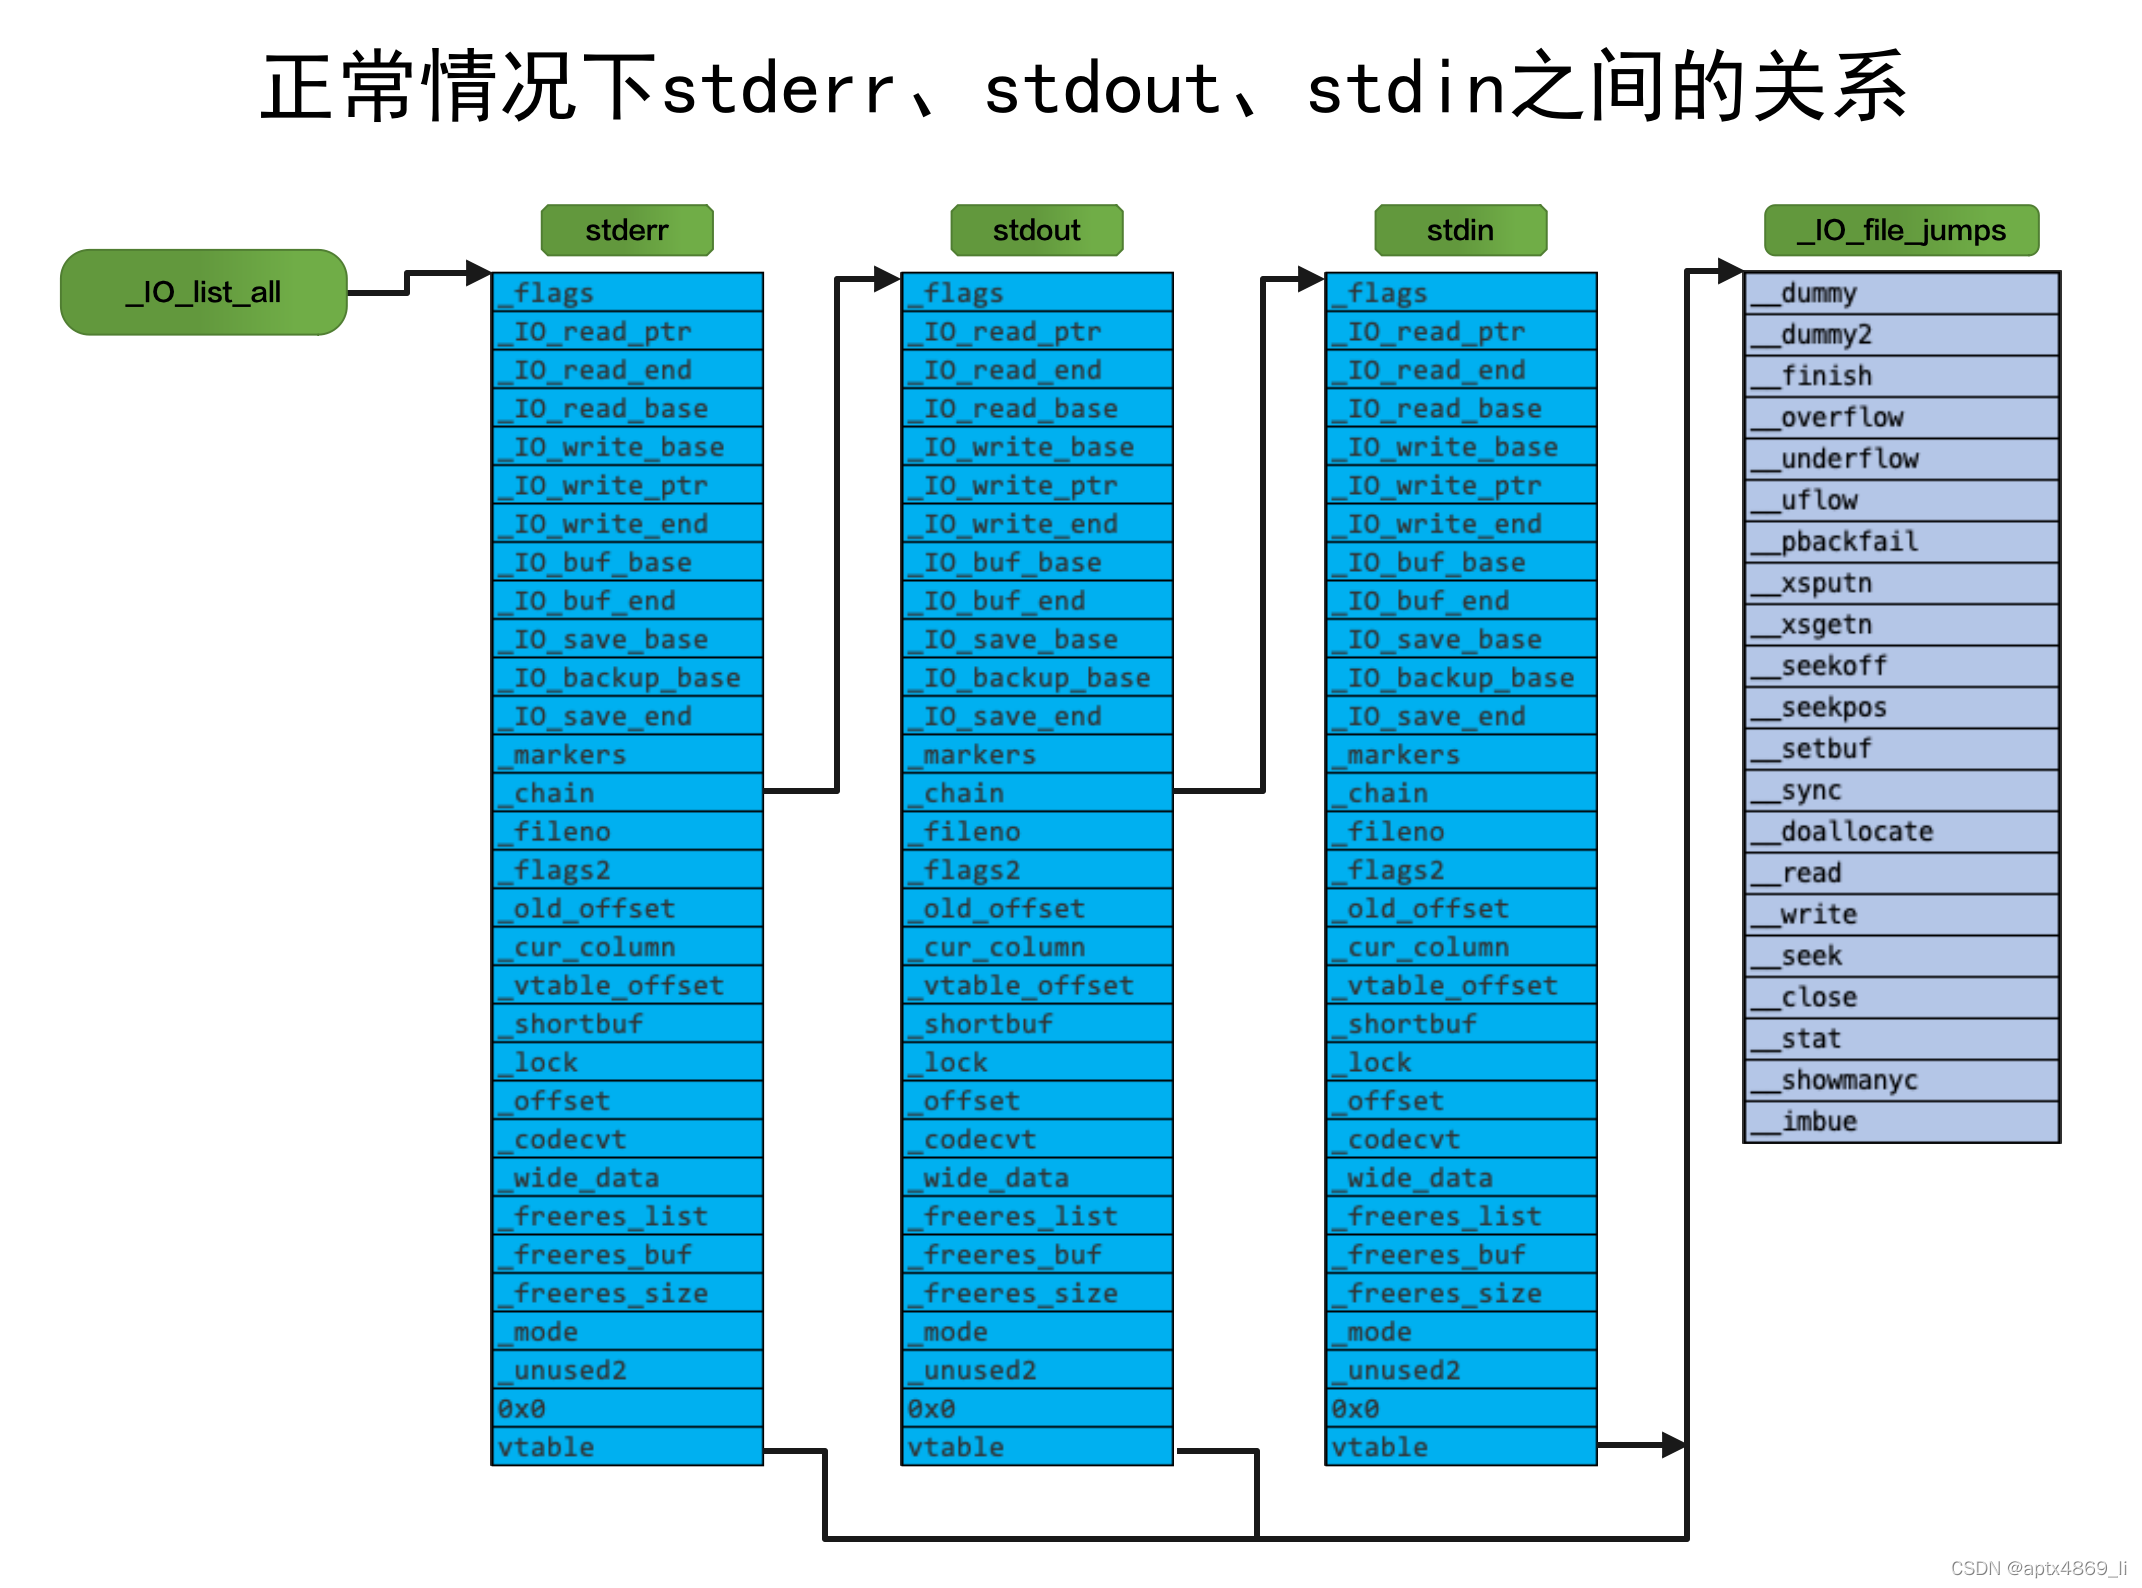 正常情况下stderr、stdout、stdin之间的关系
_IO_list_all
stderr
_flags
_IO_read_ptr
_IO_read_end
_IO_read_base
_IO_write_base
_IO_write_ptr
_IO_write_end
_IO_buf_base
_IO_buf_end
_IO_save_base
_IO_backup_base
_IO_save_end
_markers
_chain
_fileno
_flags2
_old_offset
_cur_column
_vtable_offset
_shortbuf
_lock
_offset
_codecvt
_wide_data
_freeres_list
_freeres_buf
_freeres_size
_mode
_unused2
0x0
vtable
stdout
_flags
_IO_read_ptr
_IO_read_end
_IO_read_base
_IO_write_base
_IO_write_ptr
_IO_write_end
_IO_buf_base
_IO_buf_end
_IO_save_base
_IO_backup_base
_IO_save_end
_markers
_chain
_fileno
_flags2
_old_offset
_cur_column
_vtable_offset
_shortbuf
_lock
_offset
_codecvt
_wide_data
_freeres_list
_freeres_buf
_freeres_size
_mode
_unused2
0x0
vtable
stdin
_flags
_IO_read_ptr
_IO_read_end
_IO_read_base
_IO_write_base
_IO_write_ptr
_IO_write_end
_IO_buf_base
_IO_buf_end
_IO_save_base
_IO_backup_base
_IO_save_end
_markers
_chain
_fileno
_flags2
_old_offset
_cur_column
_vtable_offset
_shortbuf
_lock
_offset
_codecvt
_wide_data
_freeres_list
_freeres_buf
_freeres_size
_mode
_unused2
0x0
vtable
_IO_file_jumps
__dummy
__dummy2
__finish
__overflow
__underflow
__uflow
__pbackfail
__xsputn
__xsgetn
__seekoff
__seekpos
__setbuf
__sync
__doallocate
__read
__write
__seek
__close
__stat
__showmanyc
__imbue
CSDN @aptx4869_li